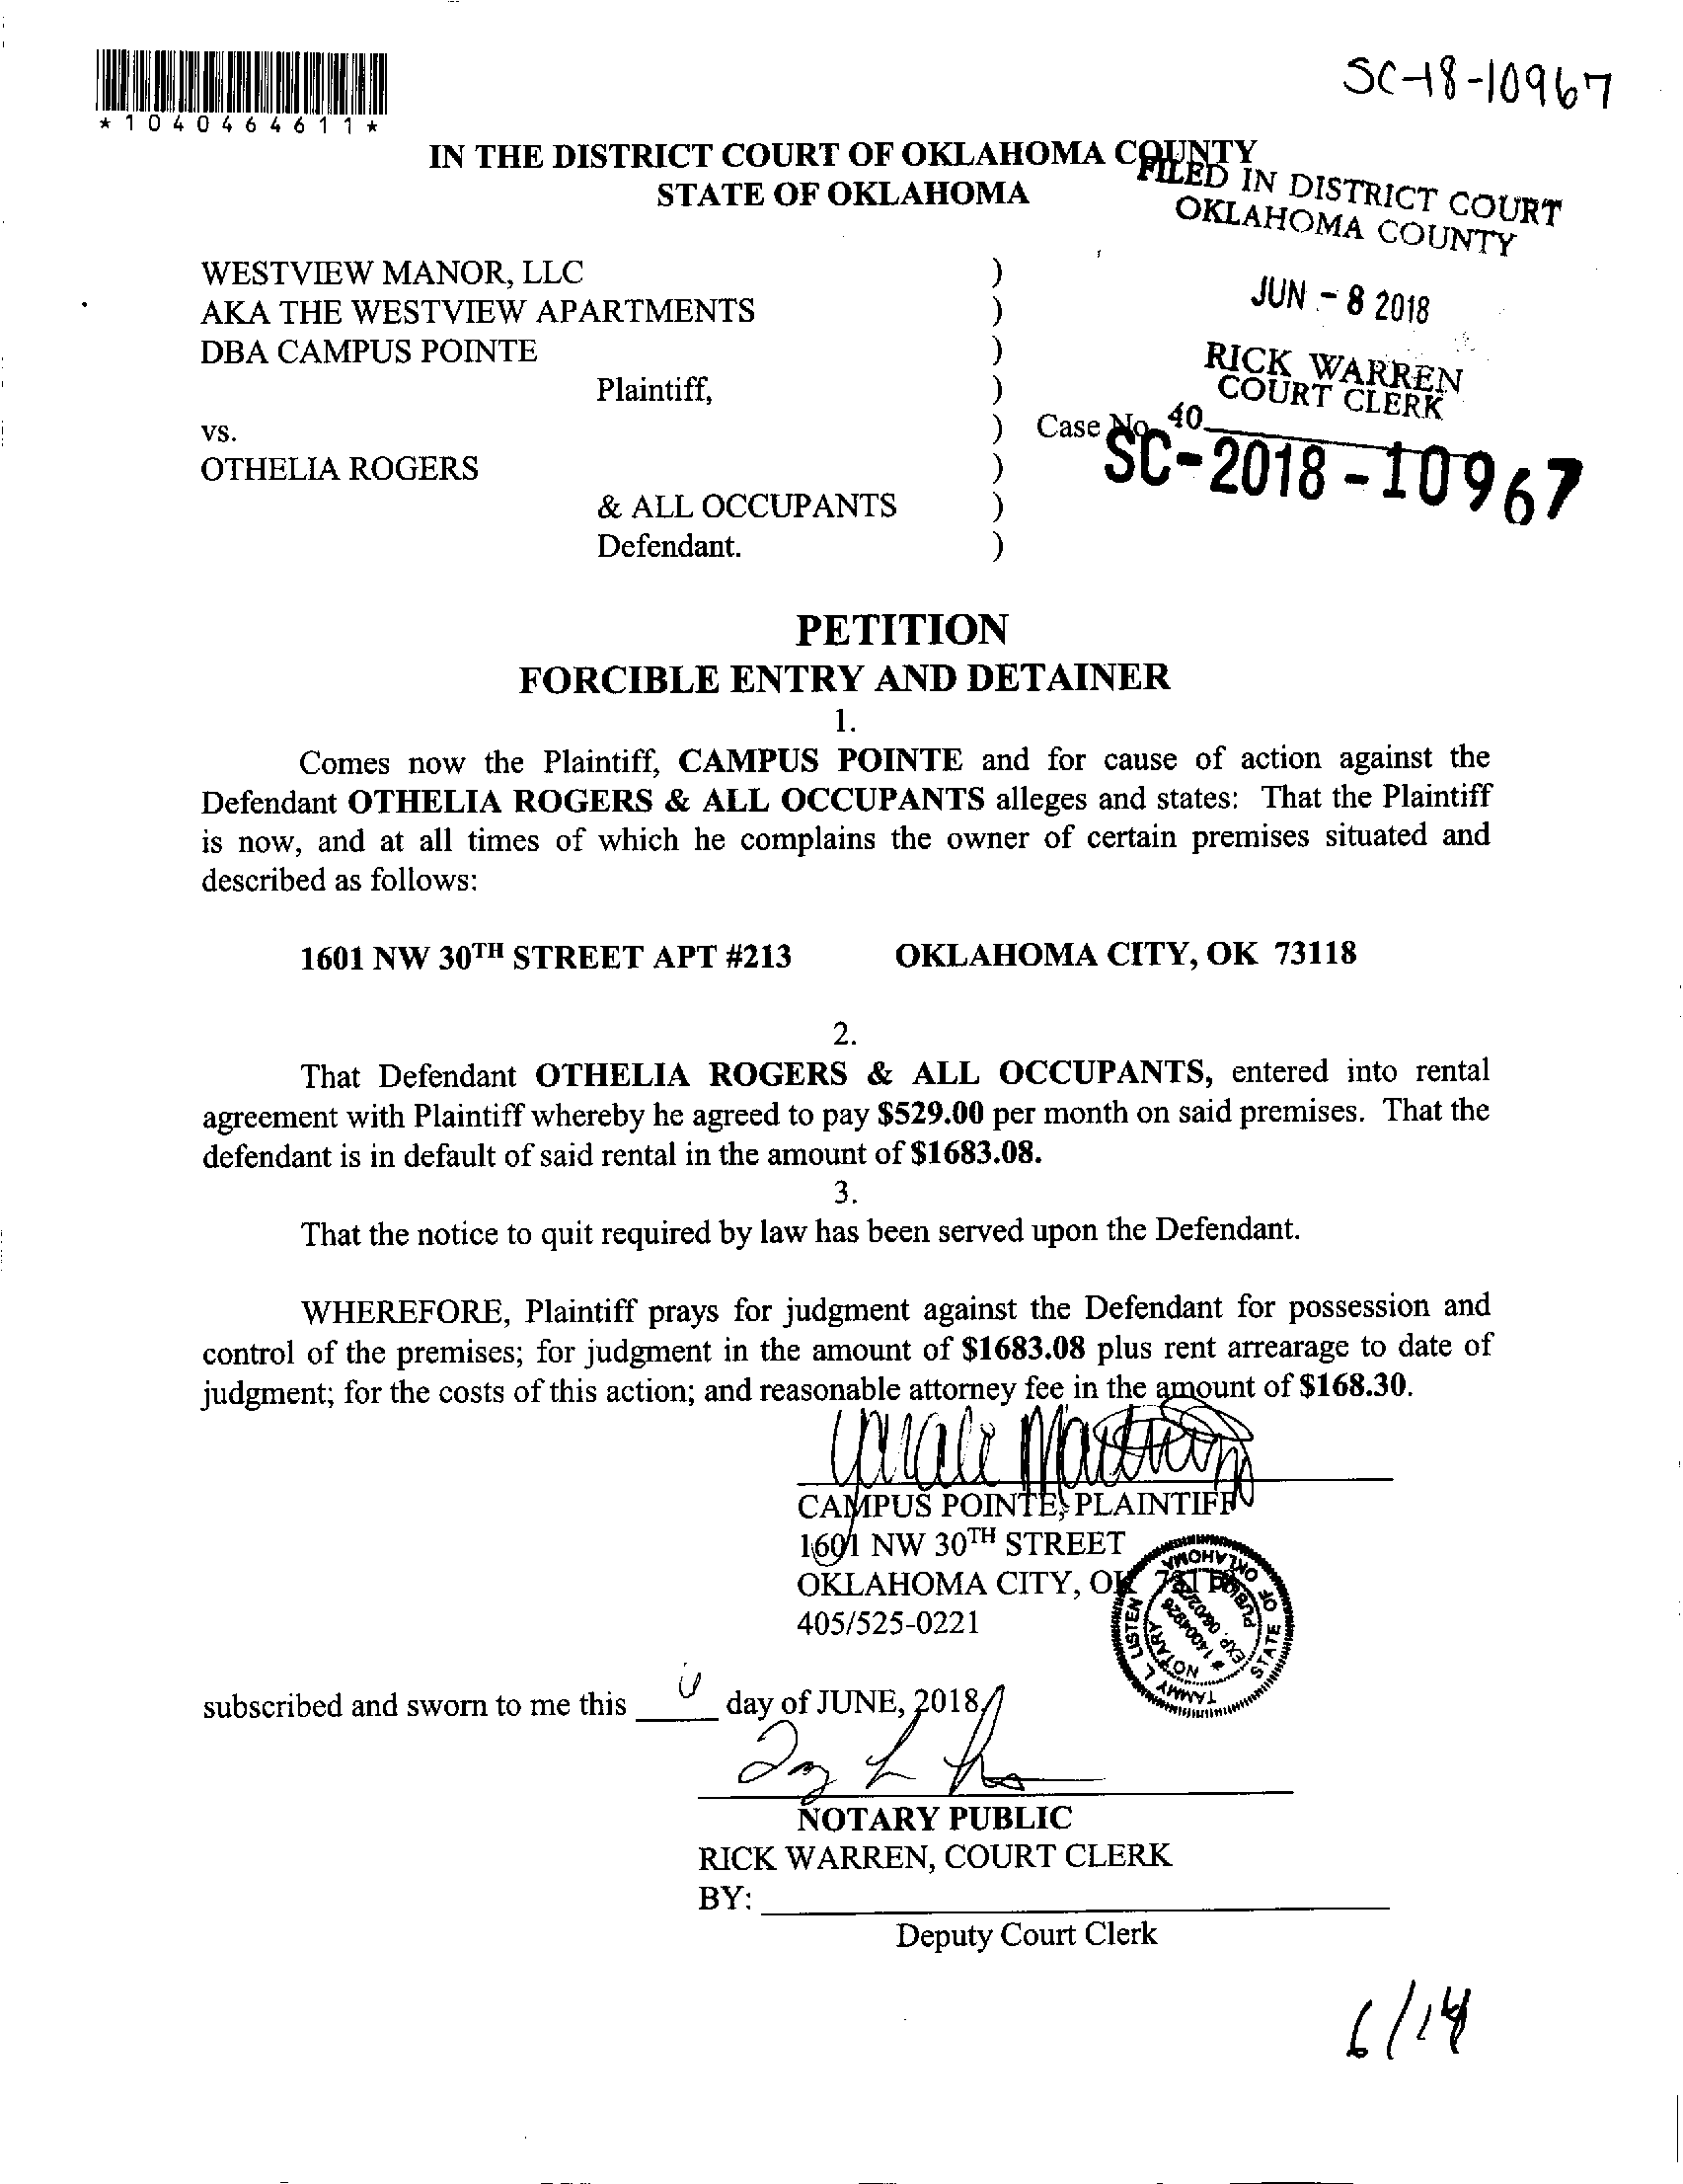 *1040464611*
SC-18-10967
IN THE DISTRICT COURT OF OKLAHOMA COUNTY
STATE OF OKLAHOMA
FILED IN DISTRICT COURT
OKLAHOMA COUNTY
JUN - 8 2018
RICK WARREN
COURT CLERK
40
WESTVIEW MANOR, LLC )
AKA THE WESTVIEW APARTMENTS )
DBA CAMPUS POINTE )
Plaintiff, )
vs. ) Case No.
SC-2018-10967
OTHELIA ROGERS )
& ALL OCCUPANTS )
Defendant. )
PETITION
FORCIBLE ENTRY AND DETAINER
1.
Comes now the Plaintiff, CAMPUS POINTE and for cause of action against the
Defendant OTHELIA ROGERS & ALL OCCUPANTS alleges and states: That the Plaintiff
is now, and at all times of which he complains the owner of certain premises situated and
described as follows:
1601 NW 30TH STREET APT #213 OKLAHOMA CITY, OK 73118
2.
That Defendant OTHELIA ROGERS & ALL OCCUPANTS, entered into rental
agreement with Plaintiff whereby he agreed to pay $529.00 per month on said premises. That the
defendant is in default of said rental in the amount of $1683.08.
3.
That the notice to quit required by law has been served upon the Defendant.
WHEREFORE, Plaintiff prays for judgment against the Defendant for possession and
control of the premises; for judgment in the amount of $1683.08 plus rent arrearage to date of
judgment; for the costs of this action; and reasonable attorney fee in the amount of $168.30.
CAMPUS POINTE, PLAINTIFF
1601 NW 30TH STREET
OKLAHOMA CITY, OK
405/525-0221
TAMMY L. LISTEN
STATE OF OKLAHOMA
NOTARY PUBLIC
# 14004926
EXP.
subscribed and sworn to me this day of JUNE, 2018
NOTARY PUBLIC
RICK WARREN, COURT CLERK
BY:
Deputy Court Clerk
6/14